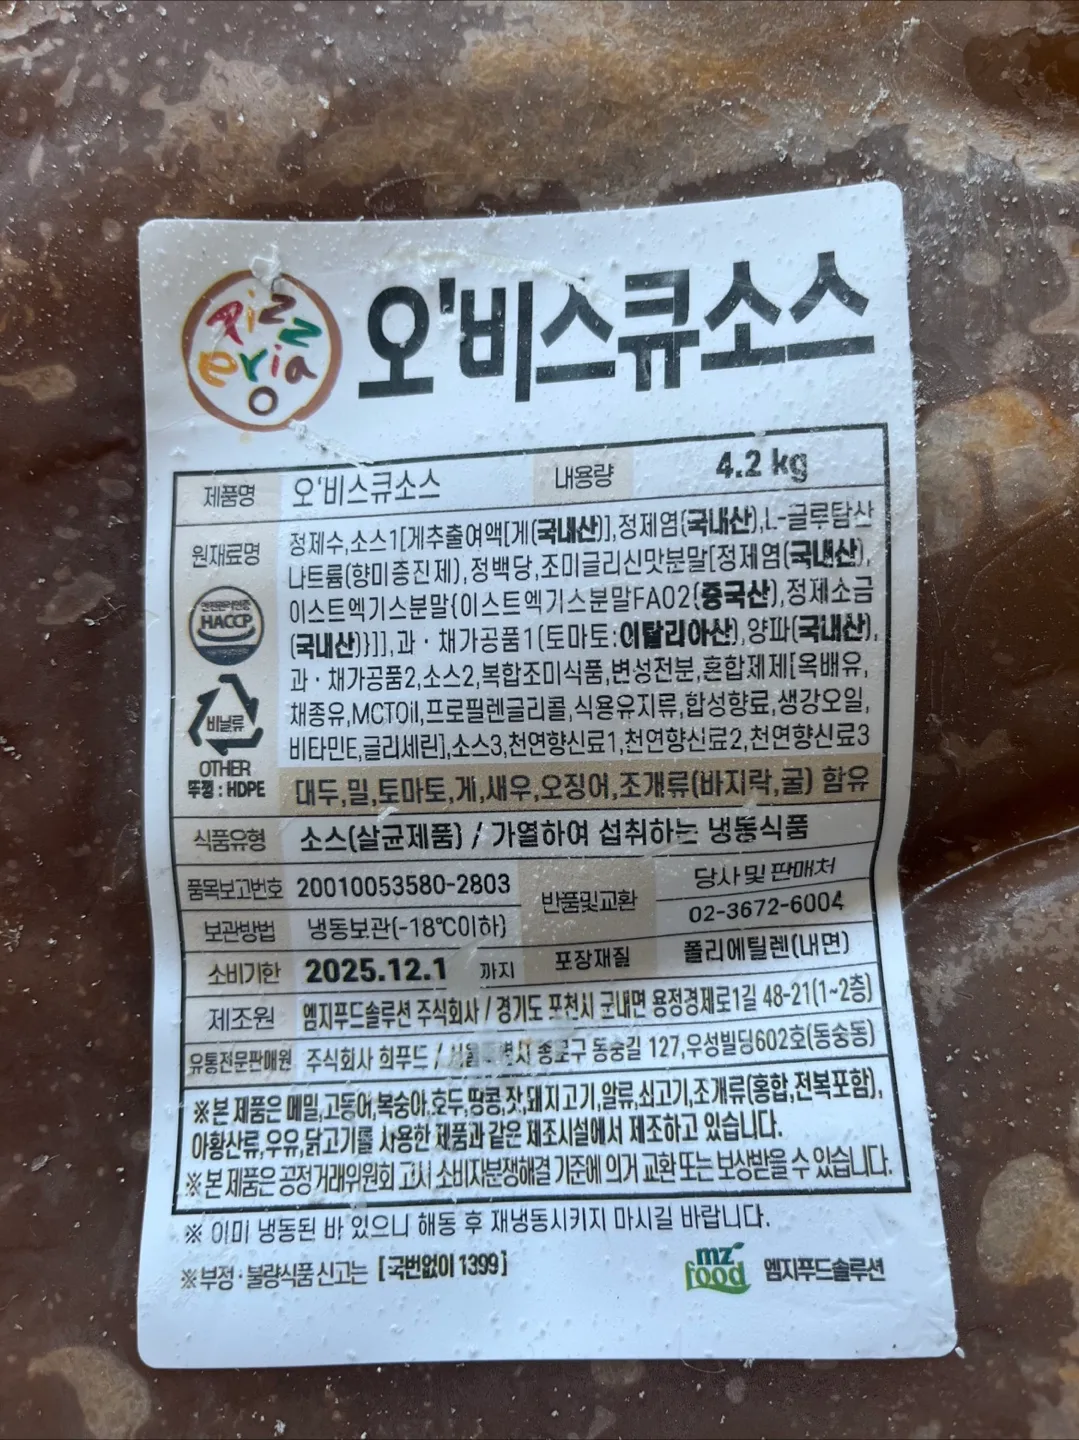 Pizzeria O
오'비스큐소스
제품명 오'비스큐소스 내용량 4.2 kg
원재료명
정제수,소스1[게추출여액[게(국내산)],정제염(국내산),L-글루탐산
나트륨(향미증진제),정백당,조미글리신맛분말[정제염(국내산),
이스트엑기스분말{이스트엑기스분말FA02(중국산),정제소금
(국내산)}]],과·채가공품1(토마토:이탈리아산),양파(국내산),
과·채가공품2,소스2,복합조미식품,변성전분,혼합제제[옥배유,
채종유,MCTOil,프로필렌글리콜,식용유지류,합성향료,생강오일,
비타민E,글리세린],소스3,천연향신료1,천연향신료2,천연향신료3
HACCP
비닐류
OTHER
뚜껑 : HDPE
대두,밀,토마토,게,새우,오징어,조개류(바지락,굴) 함유
식품유형 소스(살균제품) / 가열하여 섭취하는 냉동식품
품목보고번호 20010053580-2803 반품및교환 당사 및 판매처
02-3672-6004
보관방법 냉동보관(-18℃이하)
소비기한 2025.12.1 까지 포장재질 폴리에틸렌(내면)
제조원 엠지푸드솔루션 주식회사 / 경기도 포천시 군내면 용정경제로1길 48-21(1~2층)
유통전문판매원 주식회사 희푸드 / 종로구 동숭길 127,우성빌딩602호(동숭동)
※본 제품은 메밀,고등어,복숭아,호두,땅콩,잣,돼지고기,알류,쇠고기,조개류(홍합,전복포함),
아황산류,우유,닭고기를 사용한 제품과 같은 제조시설에서 제조하고 있습니다.
※본 제품은 공정거래위원회 고시 소비자분쟁해결 기준에 의거 교환 또는 보상받을 수 있습니다.
※ 이미 냉동된 바 있으니 해동 후 재냉동시키지 마시길 바랍니다.
※부정·불량식품 신고는 [국번없이 1399]
mz food 엠지푸드솔루션